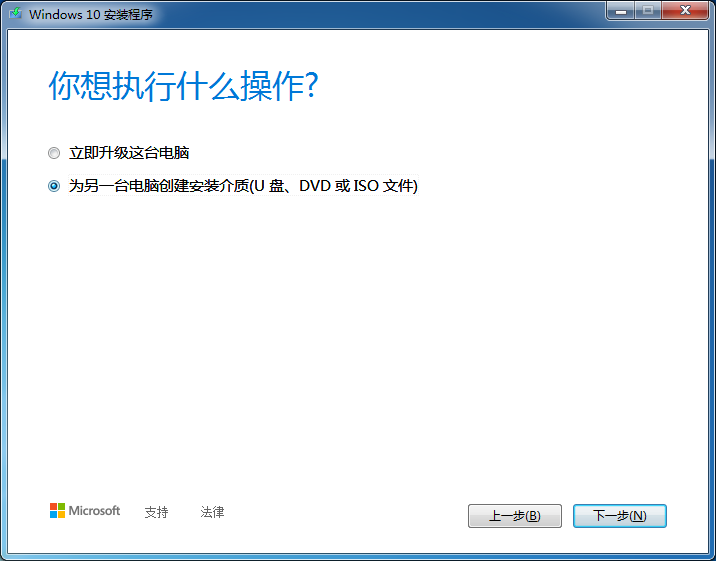 Windows 10 安装程序
你想执行什么操作?
立即升级这台电脑
为另一台电脑创建安装介质(U 盘、DVD 或 ISO 文件)
Microsoft 支持 法律 上一步(B) 下一步(N)